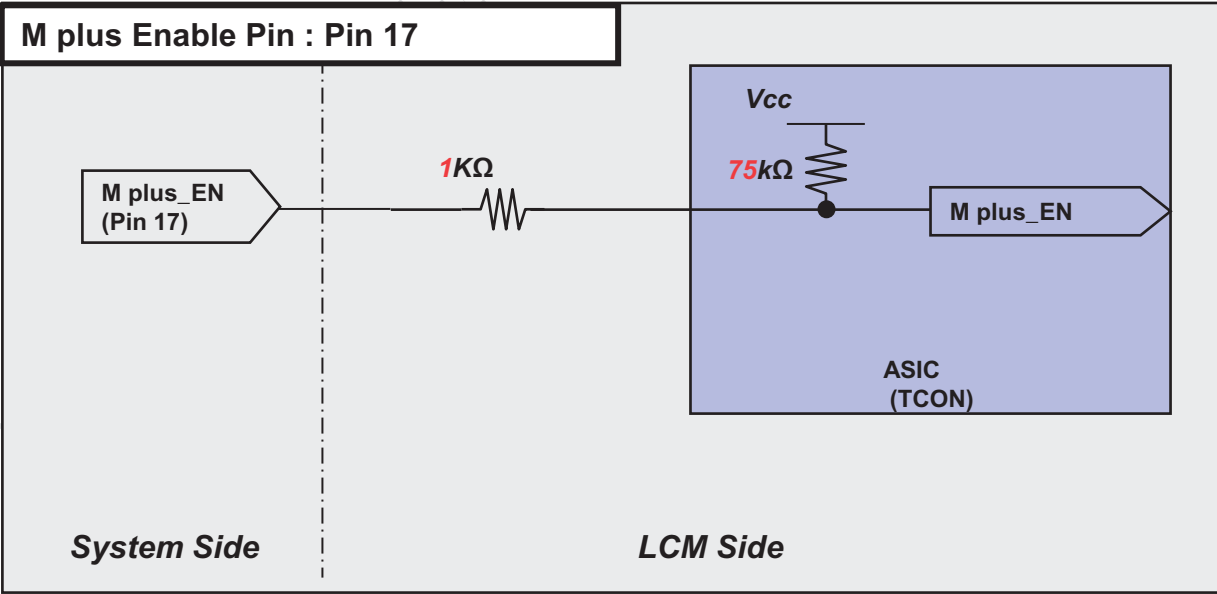 M plus Enable Pin : Pin 17
Vcc
1KΩ
75kΩ
M plus_EN
(Pin 17)
M plus_EN
ASIC
(TCON)
System Side
LCM Side